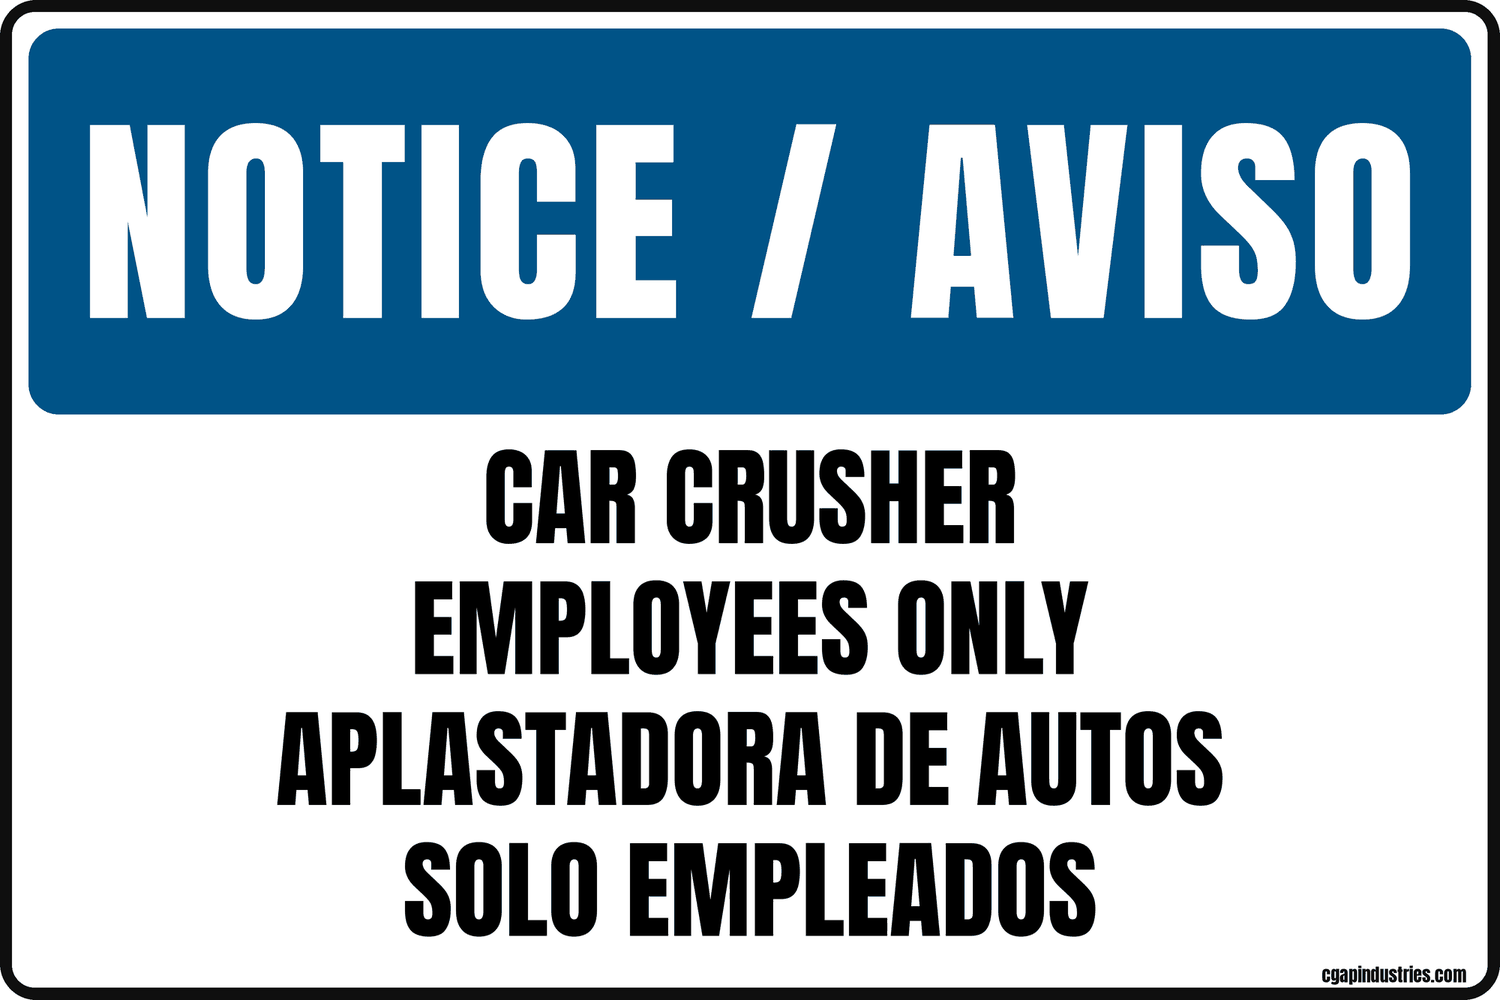 NOTICE / AVISO
CAR CRUSHER
EMPLOYEES ONLY
APLASTADORA DE AUTOS
SOLO EMPLEADOS
cgapindustries.com